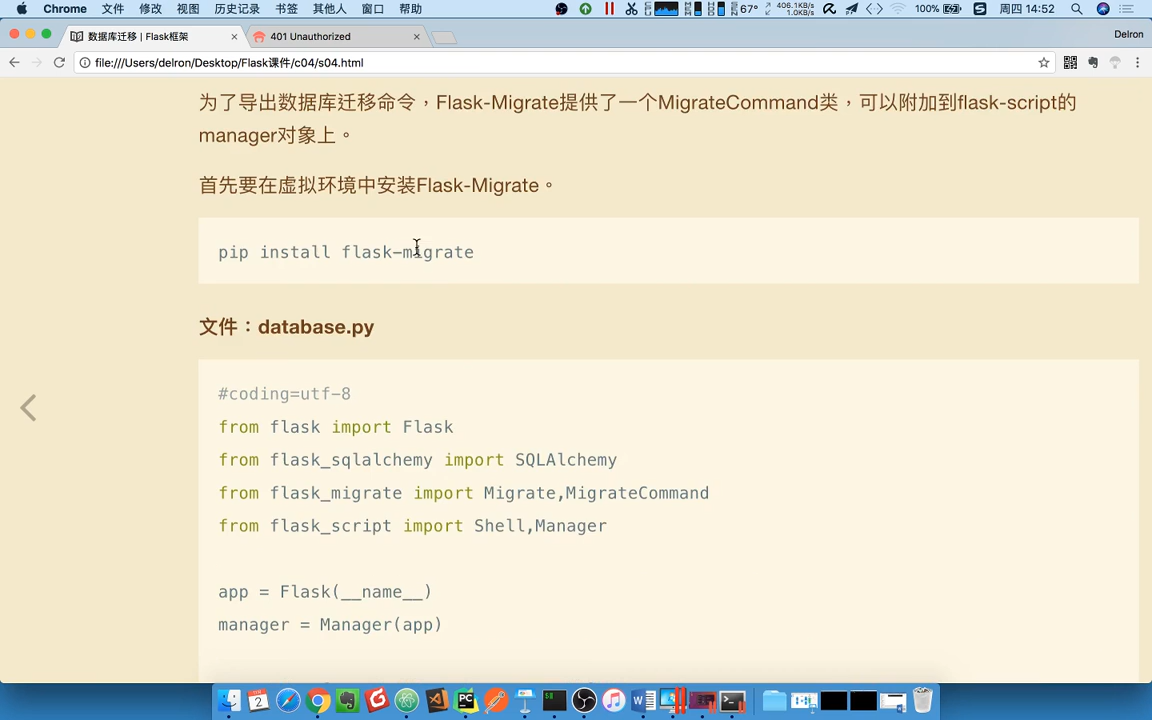 Chrome 文件 修改 视图 历史记录 书签 其他人 窗口 帮助 67° 406.1KB/s 1.0KB/s 100% 周四 14:52
数据库迁移 | Flask框架 401 Unauthorized Delron
file:///Users/delron/Desktop/Flask课件/c04/s04.html
为了导出数据库迁移命令，Flask-Migrate提供了一个MigrateCommand类，可以附加到flask-script的
manager对象上。
首先要在虚拟环境中安装Flask-Migrate。
pip install flask-migrate
文件：database.py
#coding=utf-8
from flask import Flask
from flask_sqlalchemy import SQLAlchemy
from flask_migrate import Migrate,MigrateCommand
from flask_script import Shell,Manager
app = Flask(__name__)
manager = Manager(app)